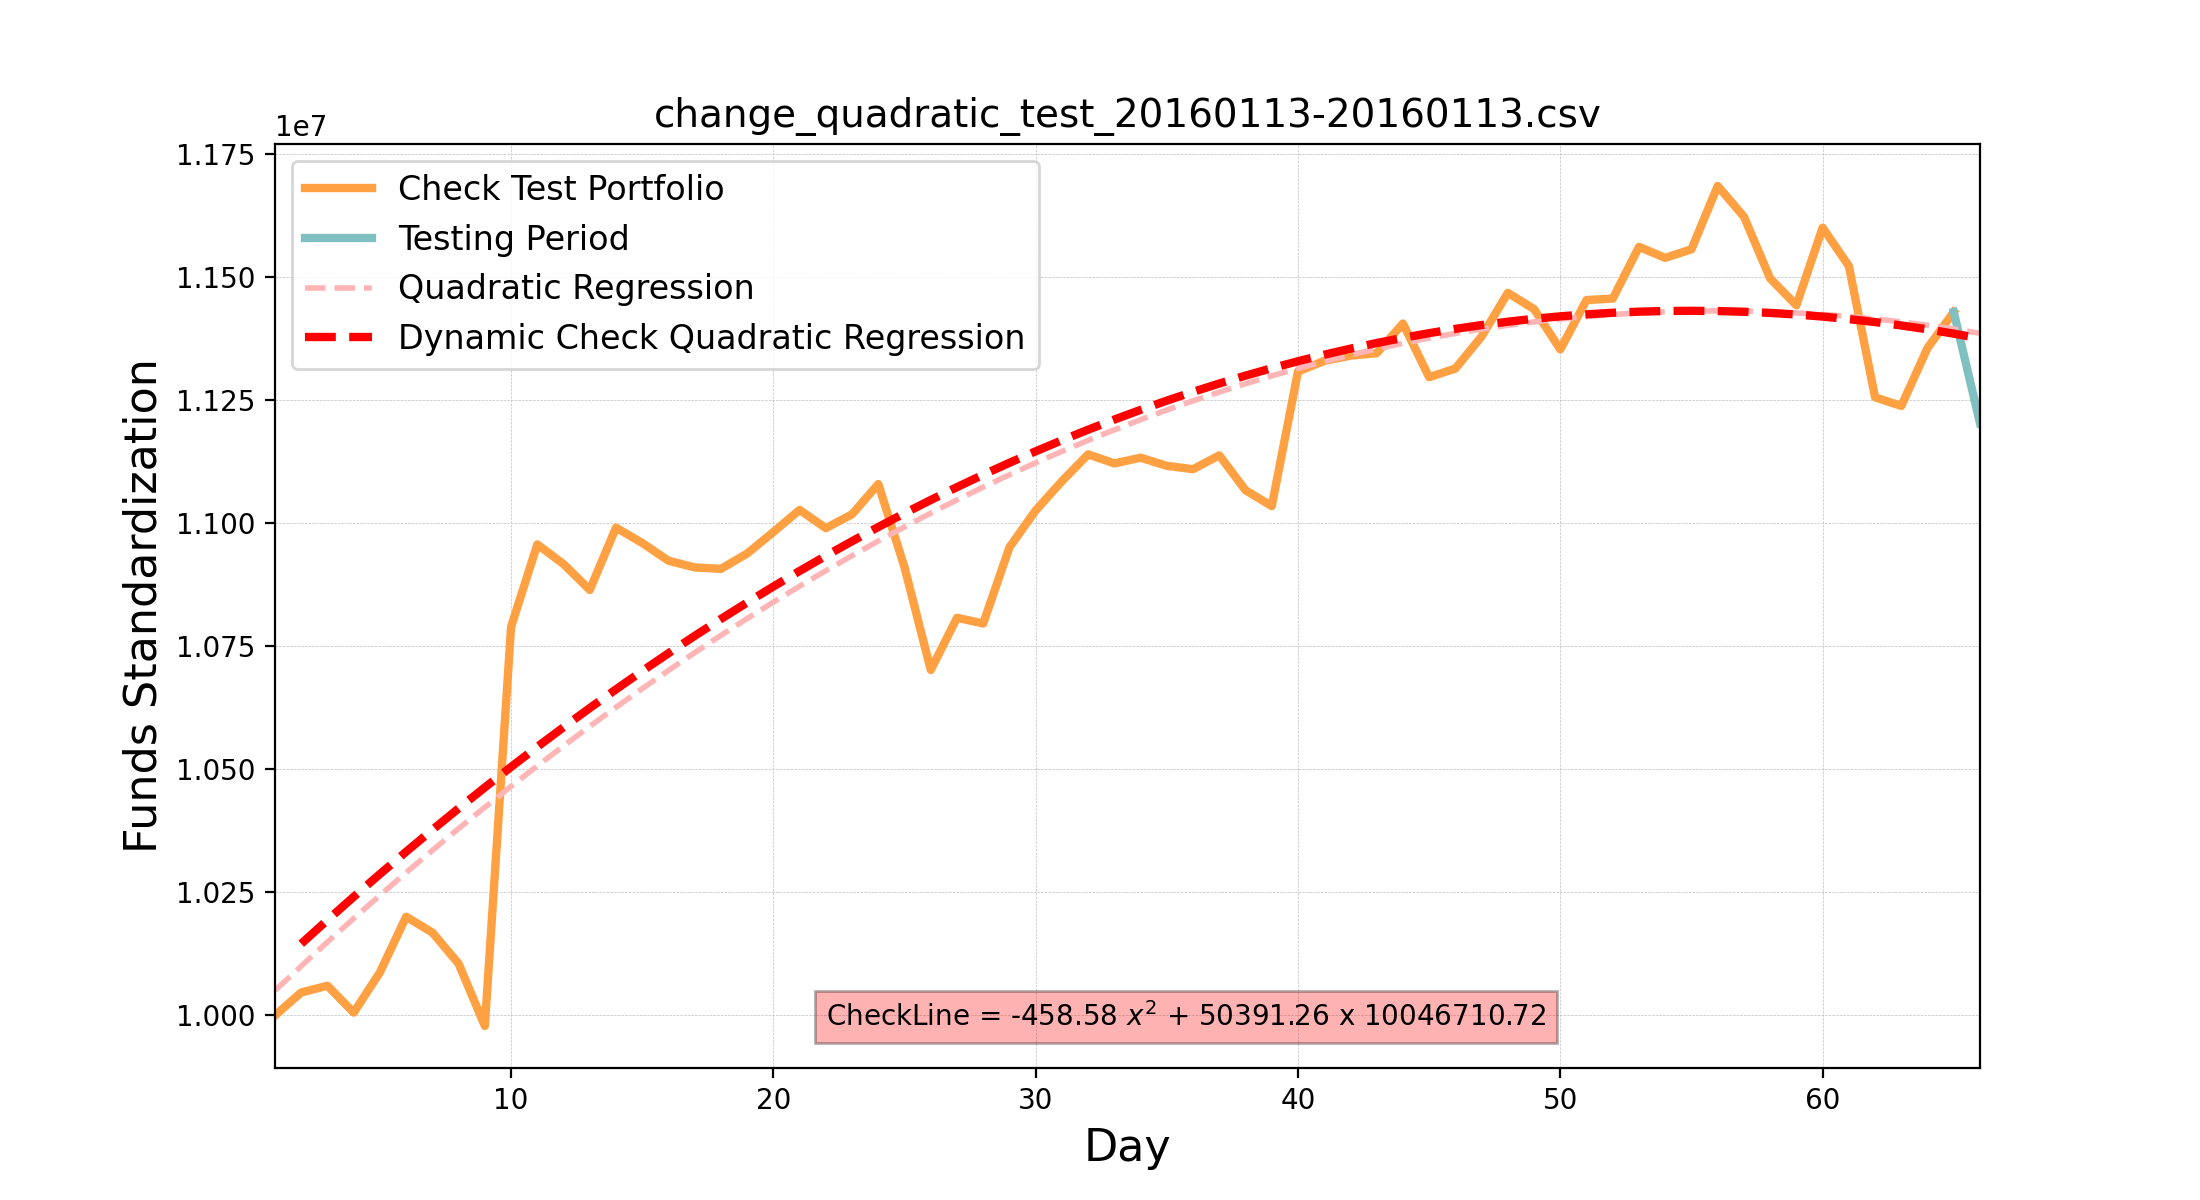 change_quadratic_test_20160113-20160113.csv
1e7
1.175
1.150
1.125
1.100
1.075
1.050
1.025
1.000
Funds Standardization
Check Test Portfolio
Testing Period
Quadratic Regression
Dynamic Check Quadratic Regression
CheckLine = -458.58 x² + 50391.26 x 10046710.72
10 20 30 40 50 60
Day